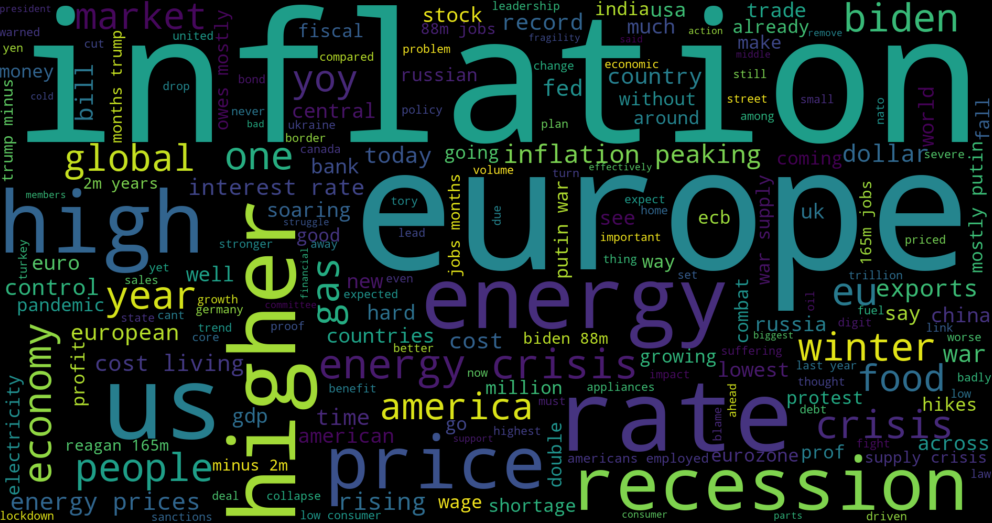 president
leadership
market
stock
88m jobs
india
usa
trade
biden
warned
cut
united
fiscal
record
much
already
yen
owes mostly
compared
problem
action
remove
fragility
said
make
inflation
money
bill
months trump
drop
yoy
russian
change
economic
middle
country
still
nato
cold
bond
central
fed
without
street
small
world
trump minus
never
bad
ukraine
policy
around
among
border
plan
global
one
canada
bank
today
going
inflation peaking
coming
dollar
severe
mostly putin
fall
2m years
volume
turn
effectively
members
interest rate
high
soaring
struggle
good
tory
lead
jobs months
due
europe
putin war
expect
home
see
ecb
important
war supply
uk
165m jobs
priced
stronger
away
turkey
euro
yet
sales
well
higher
financial
gas
new
even
expected
thing
way
set
trillion
control
pandemic
year
growth
germany
state
cant
committee
hard
energy
combat
oil
eu
exports
fuel
say
china
european
trend
core
proof
countries
cost
biden 88m
russia
digit
link
better
growing
biggest
lowest
winter
war
worse
economy
profit
cost living
energy crisis
now
impact
suffering
last year
thought
food
badly
low
benefit
million
appliances
protest
electricity
us
gdp
time
america
must
rate
blame
ahead
debt
hikes
american
go
highest
support
double
crisis
fight
across
reagan 165m
people
minus 2m
price
americans employed
eurozone
prof
supply crisis
law
deal
collapse
rising
wage
shortage
recession
energy prices
sanctions
low consumer
lockdown
consumer
parts
driven